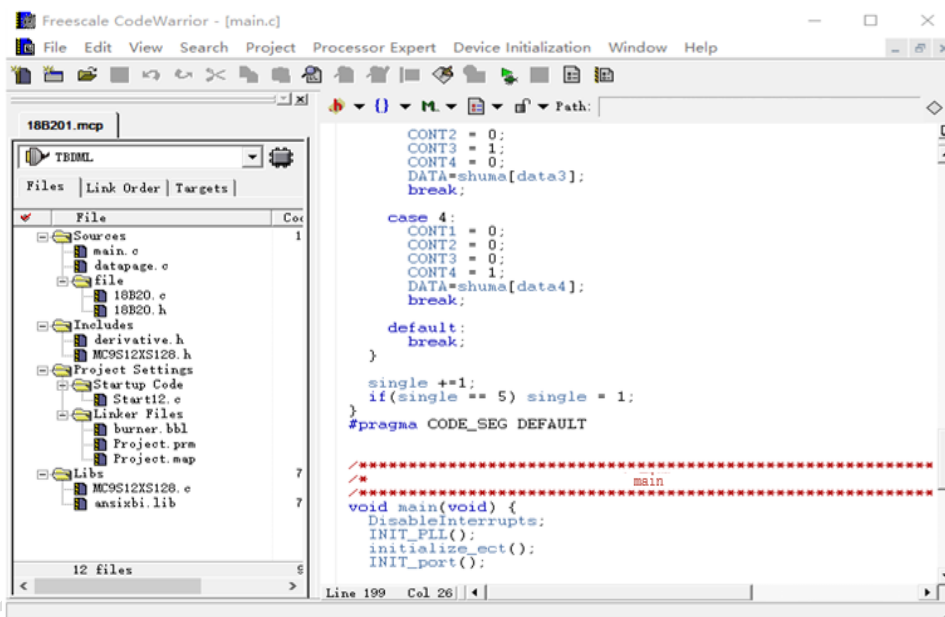 Freescale CodeWarrior - [main.c]
File Edit View Search Project Processor Expert Device Initialization Window Help
Path:
18B201.mcp
TBDML
Files Link Order Targets
File
Sources 1
main.c
datapage.c
file
18B20.c
18B20.h
Includes
derivative.h
MC9S12XS128.h
Project Settings
Startup Code
Start12.c
Linker Files
burner.bbl
Project.prm
Project.map
Libs 7
MC9S12XS128.c
ansixbi.lib 7
12 files
CONT2 = 0;
CONT3 = 1;
CONT4 = 0;
DATA=shuma[data3];
break;
case 4:
CONT1 = 0;
CONT2 = 0;
CONT3 = 0;
CONT4 = 1;
DATA=shuma[data4];
break;
default:
break;
}
single +=1;
if(single == 5) single = 1;
}
#pragma CODE_SEG DEFAULT
/***********************************************************
/* main
/***********************************************************
void main(void) {
DisableInterrupts;
INIT_PLL();
initialize_ect();
INIT_port();
Line 199 Col 26